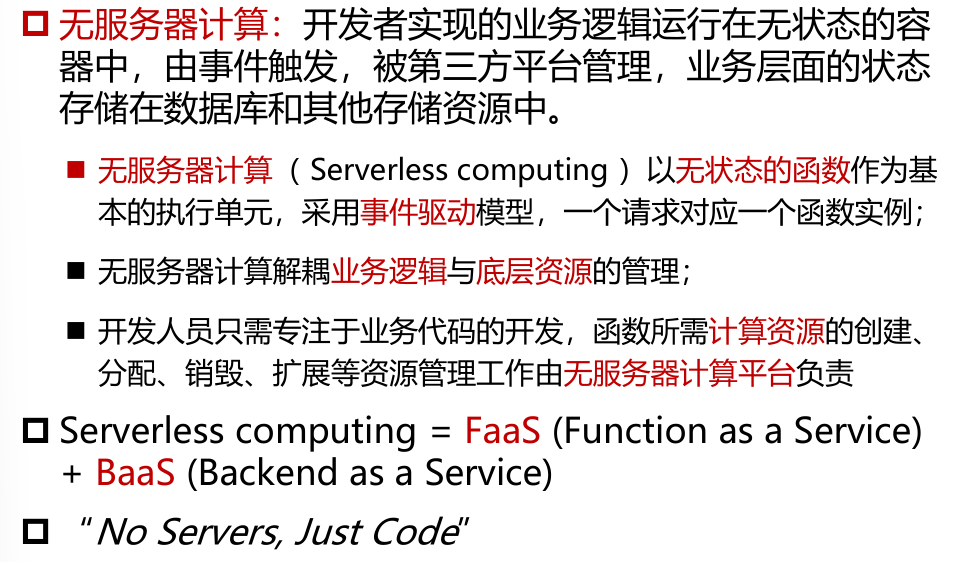 无服务器计算：开发者实现的业务逻辑运行在无状态的容
器中，由事件触发，被第三方平台管理，业务层面的状态
存储在数据库和其他存储资源中。
无服务器计算（ Serverless computing ）以无状态的函数作为基
本的执行单元，采用事件驱动模型，一个请求对应一个函数实例；
无服务器计算解耦业务逻辑与底层资源的管理；
开发人员只需专注于业务代码的开发，函数所需计算资源的创建、
分配、销毁、扩展等资源管理工作由无服务器计算平台负责
Serverless computing = FaaS (Function as a Service)
+ BaaS (Backend as a Service)
“No Servers, Just Code”